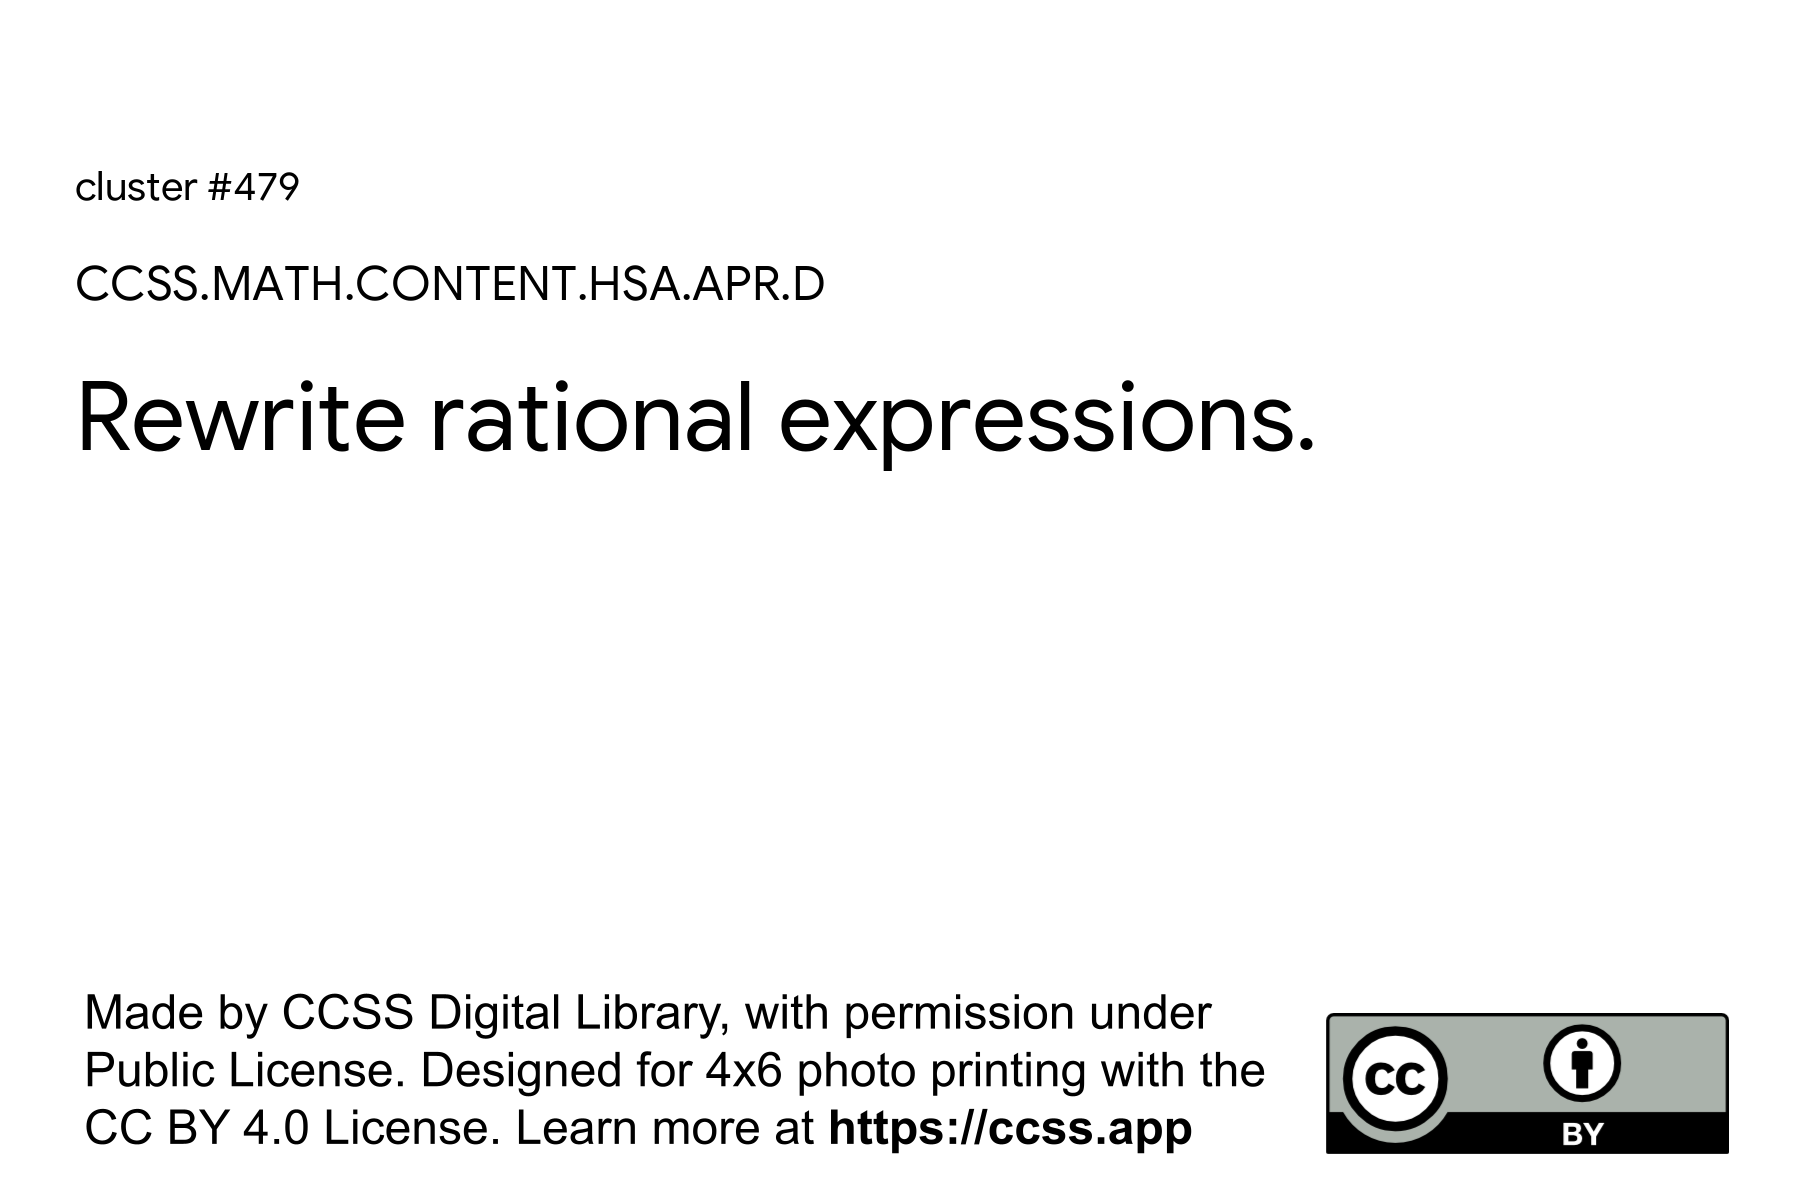 cluster #479
CCSS.MATH.CONTENT.HSA.APR.D
Rewrite rational expressions.
Made by CCSS Digital Library, with permission under
Public License. Designed for 4x6 photo printing with the
CC BY 4.0 License. Learn more at https://ccss.app
CC
BY